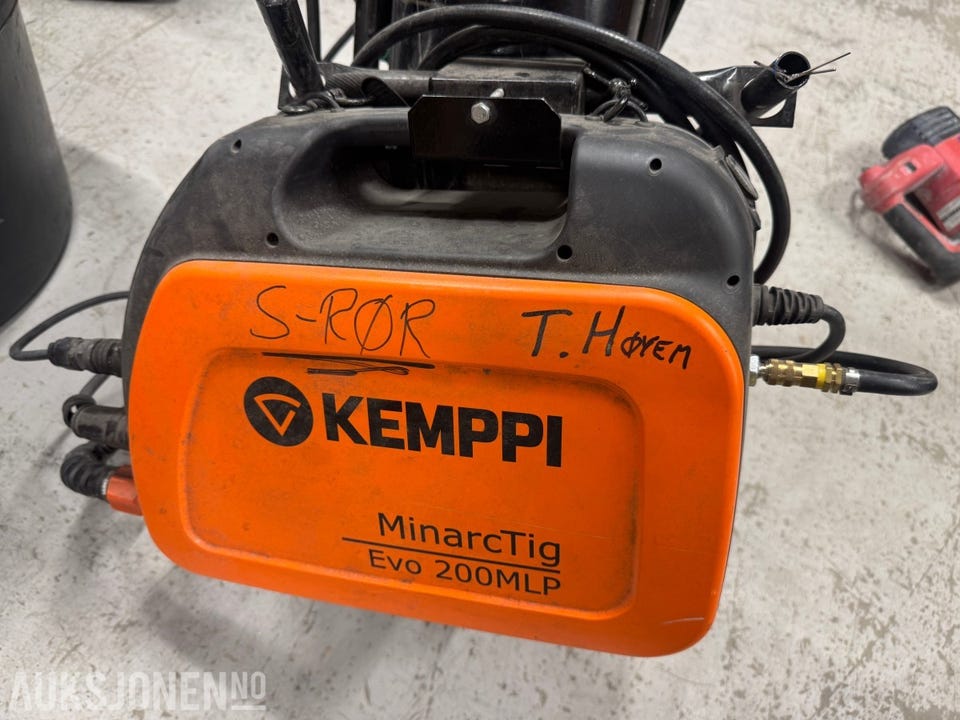 S-RØR T. HØVEM
KEMPPI
MinarcTig
Evo 200MLP
AUKSJONEN NO